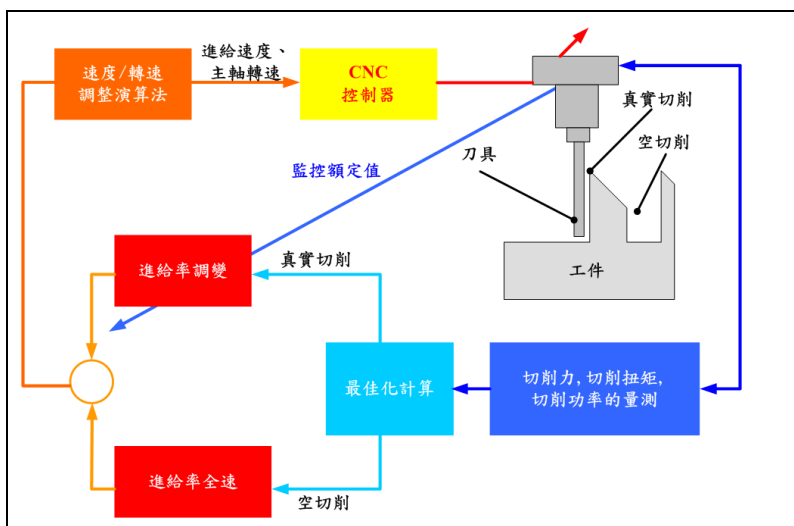 速度/轉速
調整演算法
進給速度、
主軸轉速
CNC
控制器
真實切削
空切削
刀具
監控額定值
工件
進給率調變
真實切削
最佳化計算
切削力, 切削扭矩,
切削功率的量測
進給率全速
空切削